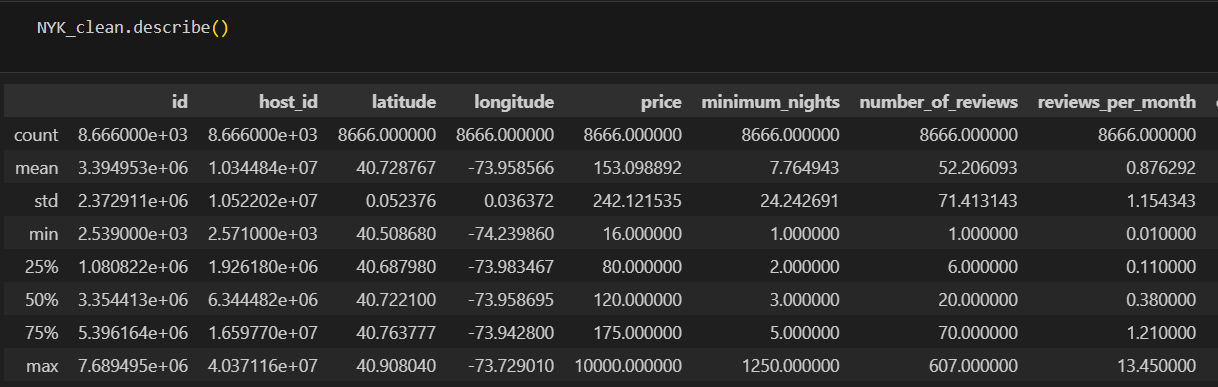 NYK_clean.describe()
id host_id latitude longitude price minimum_nights number_of_reviews reviews_per_month
count 8.666000e+03 8.666000e+03 8666.000000 8666.000000 8666.000000 8666.000000 8666.000000 8666.000000
mean 3.394953e+06 1.034484e+07 40.728767 -73.958566 153.098892 7.764943 52.206093 0.876292
std 2.372911e+06 1.052202e+07 0.052376 0.036372 242.121535 24.242691 71.413143 1.154343
min 2.539000e+03 2.571000e+03 40.508680 -74.239860 16.000000 1.000000 1.000000 0.010000
25% 1.080822e+06 1.926180e+06 40.687980 -73.983467 80.000000 2.000000 6.000000 0.110000
50% 3.354413e+06 6.344482e+06 40.722100 -73.958695 120.000000 3.000000 20.000000 0.380000
75% 5.396164e+06 1.659770e+07 40.763777 -73.942800 175.000000 5.000000 70.000000 1.210000
max 7.689495e+06 4.037116e+07 40.908040 -73.729010 10000.000000 1250.000000 607.000000 13.450000